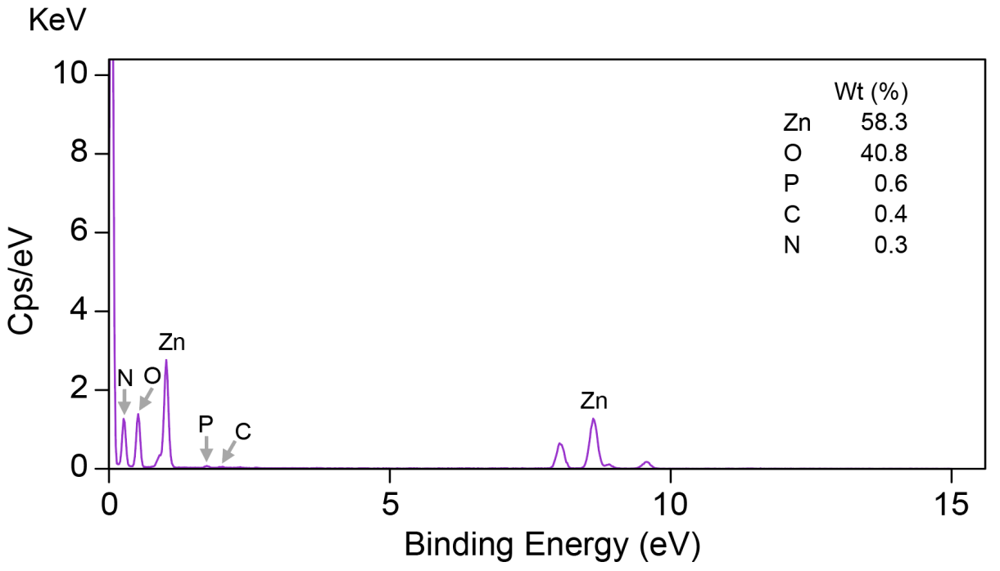 KeV
10
8
6
4
2
0
Cps/eV
Wt (%)
Zn 58.3
O 40.8
P 0.6
C 0.4
N 0.3
Zn
N
O
P
C
Zn
0 5 10 15
Binding Energy (eV)